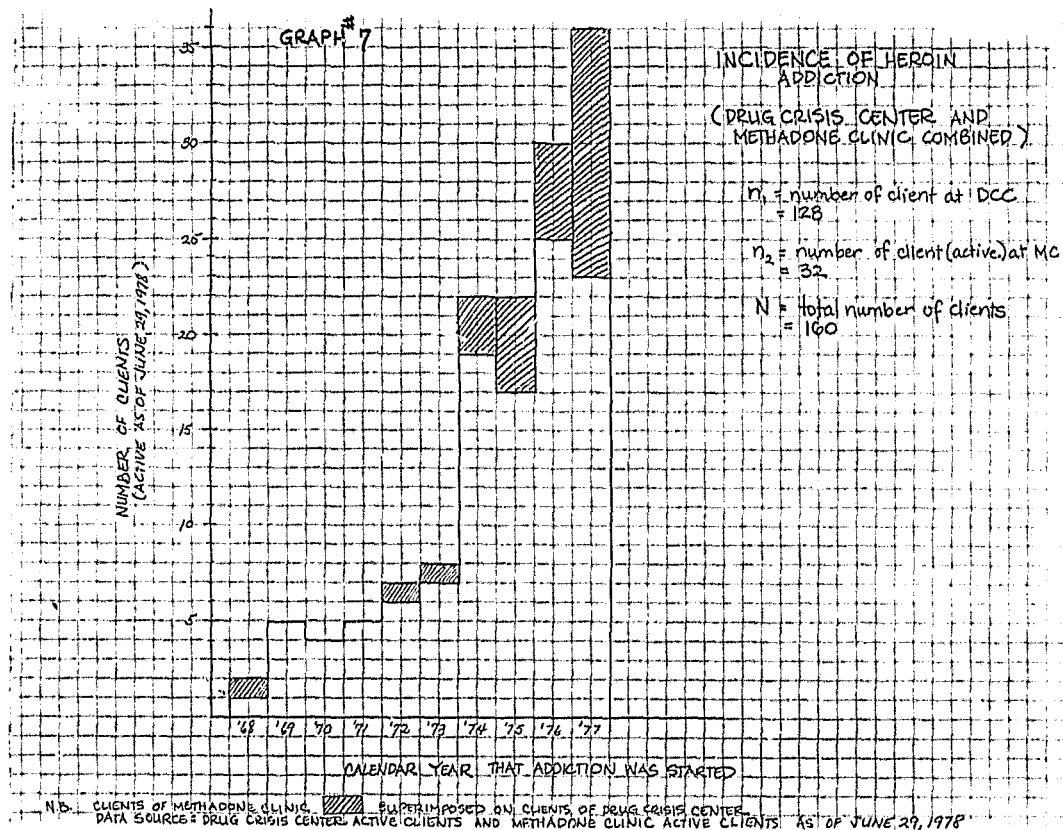 GRAPH #7
INCIDENCE OF HEROIN
ADDICTION
(DRUG CRISIS CENTER AND
METHADONE CLINIC COMBINED)
n₁ = number of client at DCC
= 128
n₂ = number of client (active) at MC
= 32
N = total number of clients
= 160
NUMBER OF CLIENTS
(ACTIVE AS OF JUNE 29, 1978)
35
30
25
20
15
10
5
'68 '69 '70 '71 '72 '73 '74 '75 '76 '77
CALENDAR YEAR THAT ADDICTION WAS STARTED
N.B. CLIENTS OF METHADONE CLINIC SUPERIMPOSED ON CLIENTS OF DRUG CRISIS CENTER
DATA SOURCE: DRUG CRISIS CENTER ACTIVE CLIENTS AND METHADONE CLINIC ACTIVE CLIENTS AS OF JUNE 29, 1978